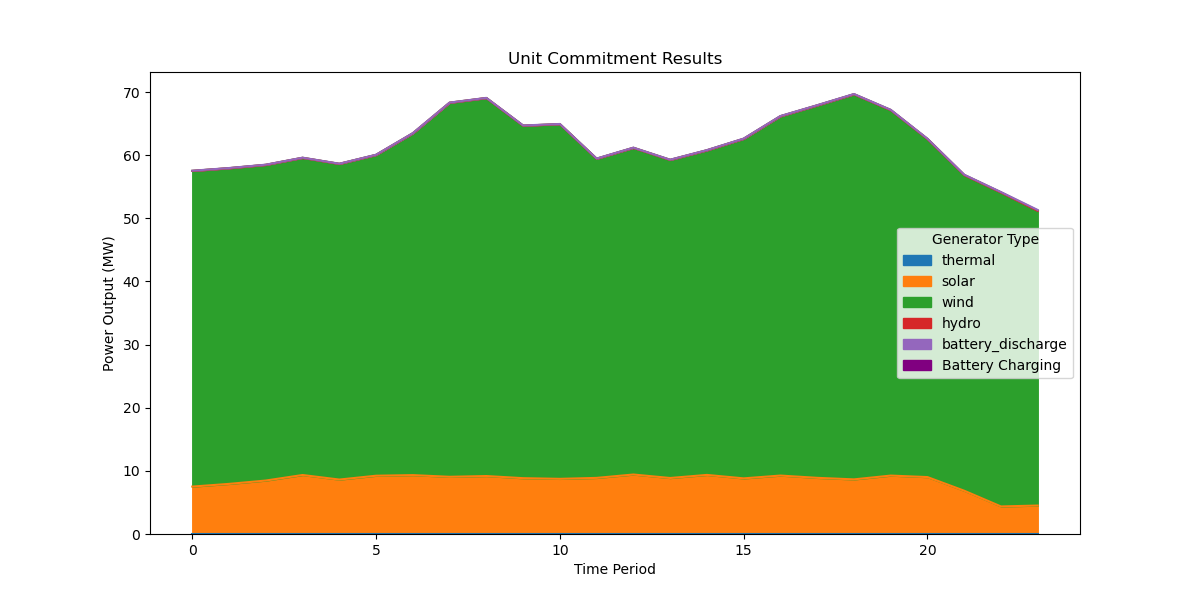 Unit Commitment Results
Power Output (MW)
70
60
50
40
30
20
10
0
Generator Type
thermal
solar
wind
hydro
battery_discharge
Battery Charging
0 5 10 15 20
Time Period